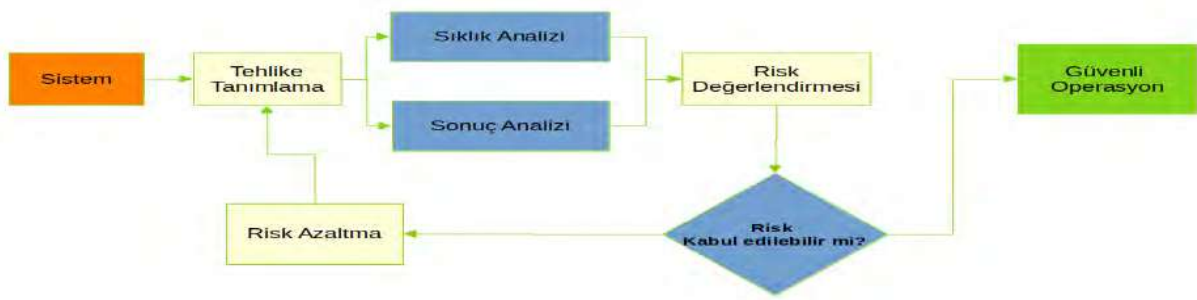 Sistem
Tehlike
Tanımlama
Sıklık Analizi
Sonuç Analizi
Risk
Değerlendirmesi
Güvenli
Operasyon
Risk Azaltma
Risk
Kabul edilebilir mi?